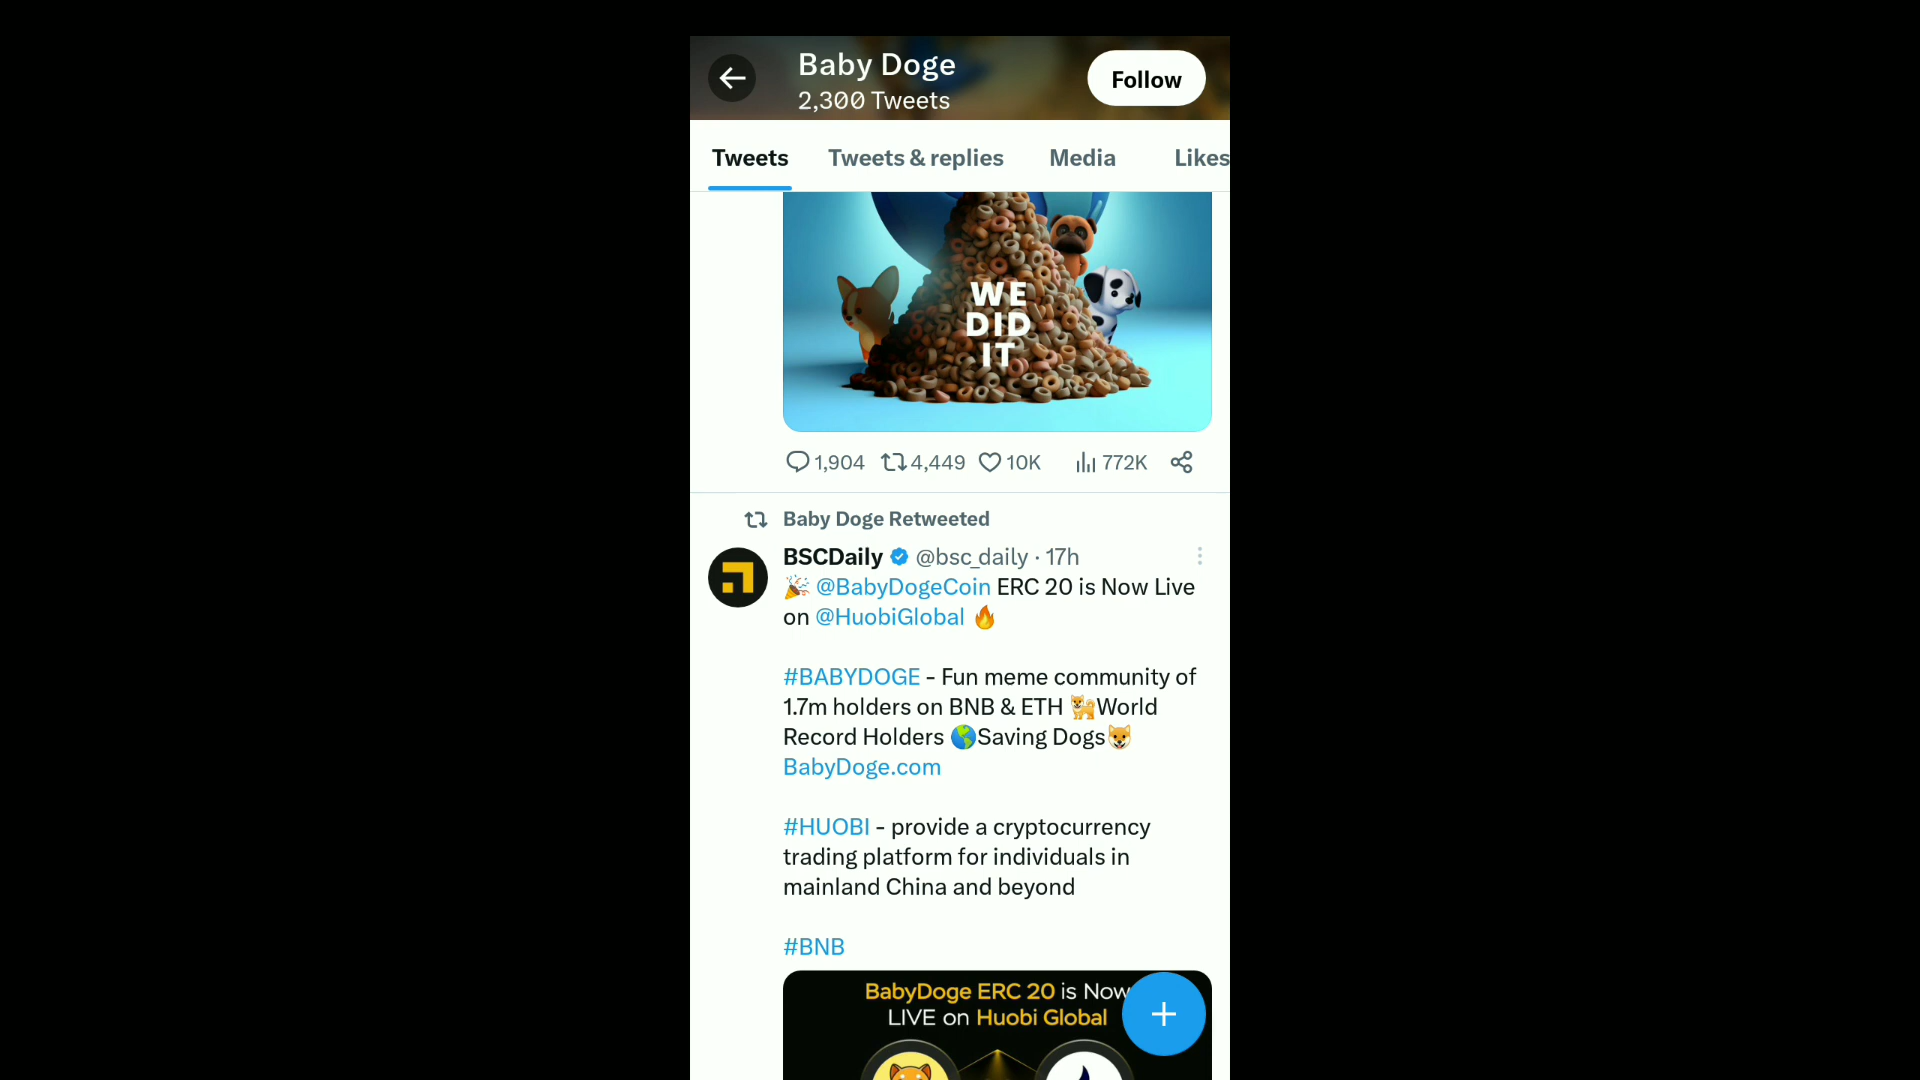 Baby Doge
2,300 Tweets
Follow
Tweets
Tweets & replies
Media
Likes
WE
DID
IT
1,904
4,449
10K
772K
Baby Doge Retweeted
BSCDaily @bsc_daily · 17h
🎉 @BabyDogeCoin ERC 20 is Now Live
on @HuobiGlobal 🔥
#BABYDOGE - Fun meme community of
1.7m holders on BNB & ETH 🐕World
Record Holders 🌎Saving Dogs🐶
BabyDoge.com
#HUOBI - provide a cryptocurrency
trading platform for individuals in
mainland China and beyond
#BNB
BabyDoge ERC 20 is Now
LIVE on Huobi Global